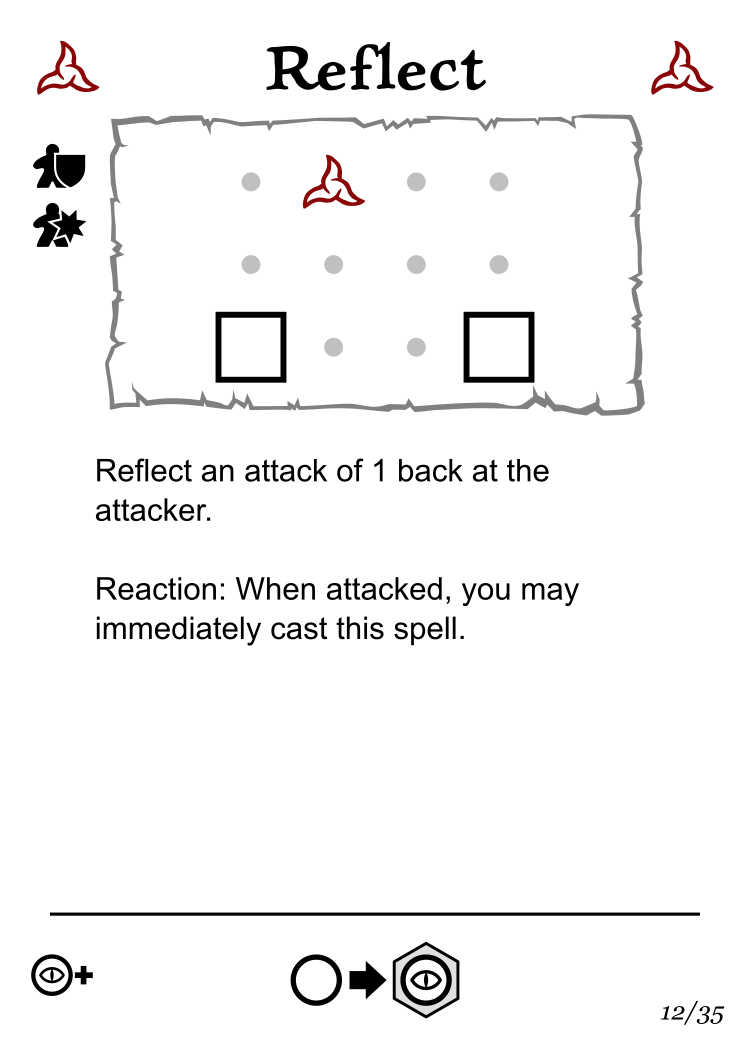 Reflect
Reflect an attack of 1 back at the
attacker.
Reaction: When attacked, you may
immediately cast this spell.
12/35